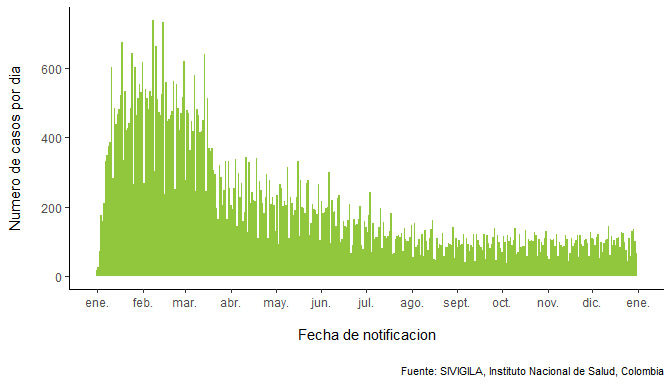 Numero de casos por dia
600
400
200
0
ene. feb. mar. abr. may. jun. jul. ago. sept. oct. nov. dic. ene.
Fecha de notificacion
Fuente: SIVIGILA, Instituto Nacional de Salud, Colombia